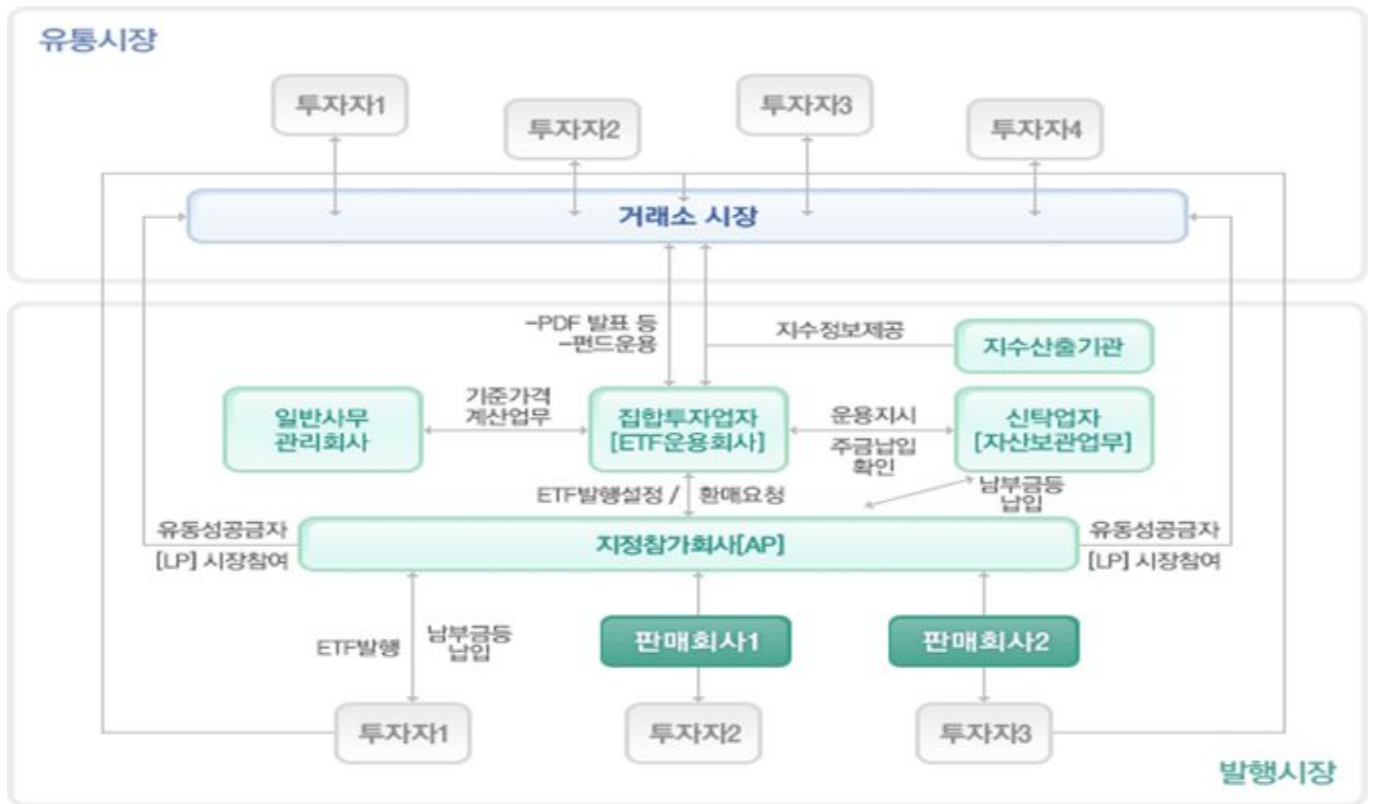 유통시장
투자자1
투자자2
투자자3
투자자4
거래소 시장
-PDF 발표 등
-펀드운용
지수정보제공
지수산출기관
일반사무
관리회사
기준가격
계산업무
집합투자업자
[ETF운용회사]
운용지시
주금납입
확인
신탁업자
[자산보관업무]
ETF발행설정 / 환매요청
남부금등
납입
유동성공급자
[LP] 시장참여
지정참가회사[AP]
유동성공급자
[LP] 시장참여
ETF발행
남부금등
납입
판매회사1
판매회사2
투자자1
투자자2
투자자3
발행시장